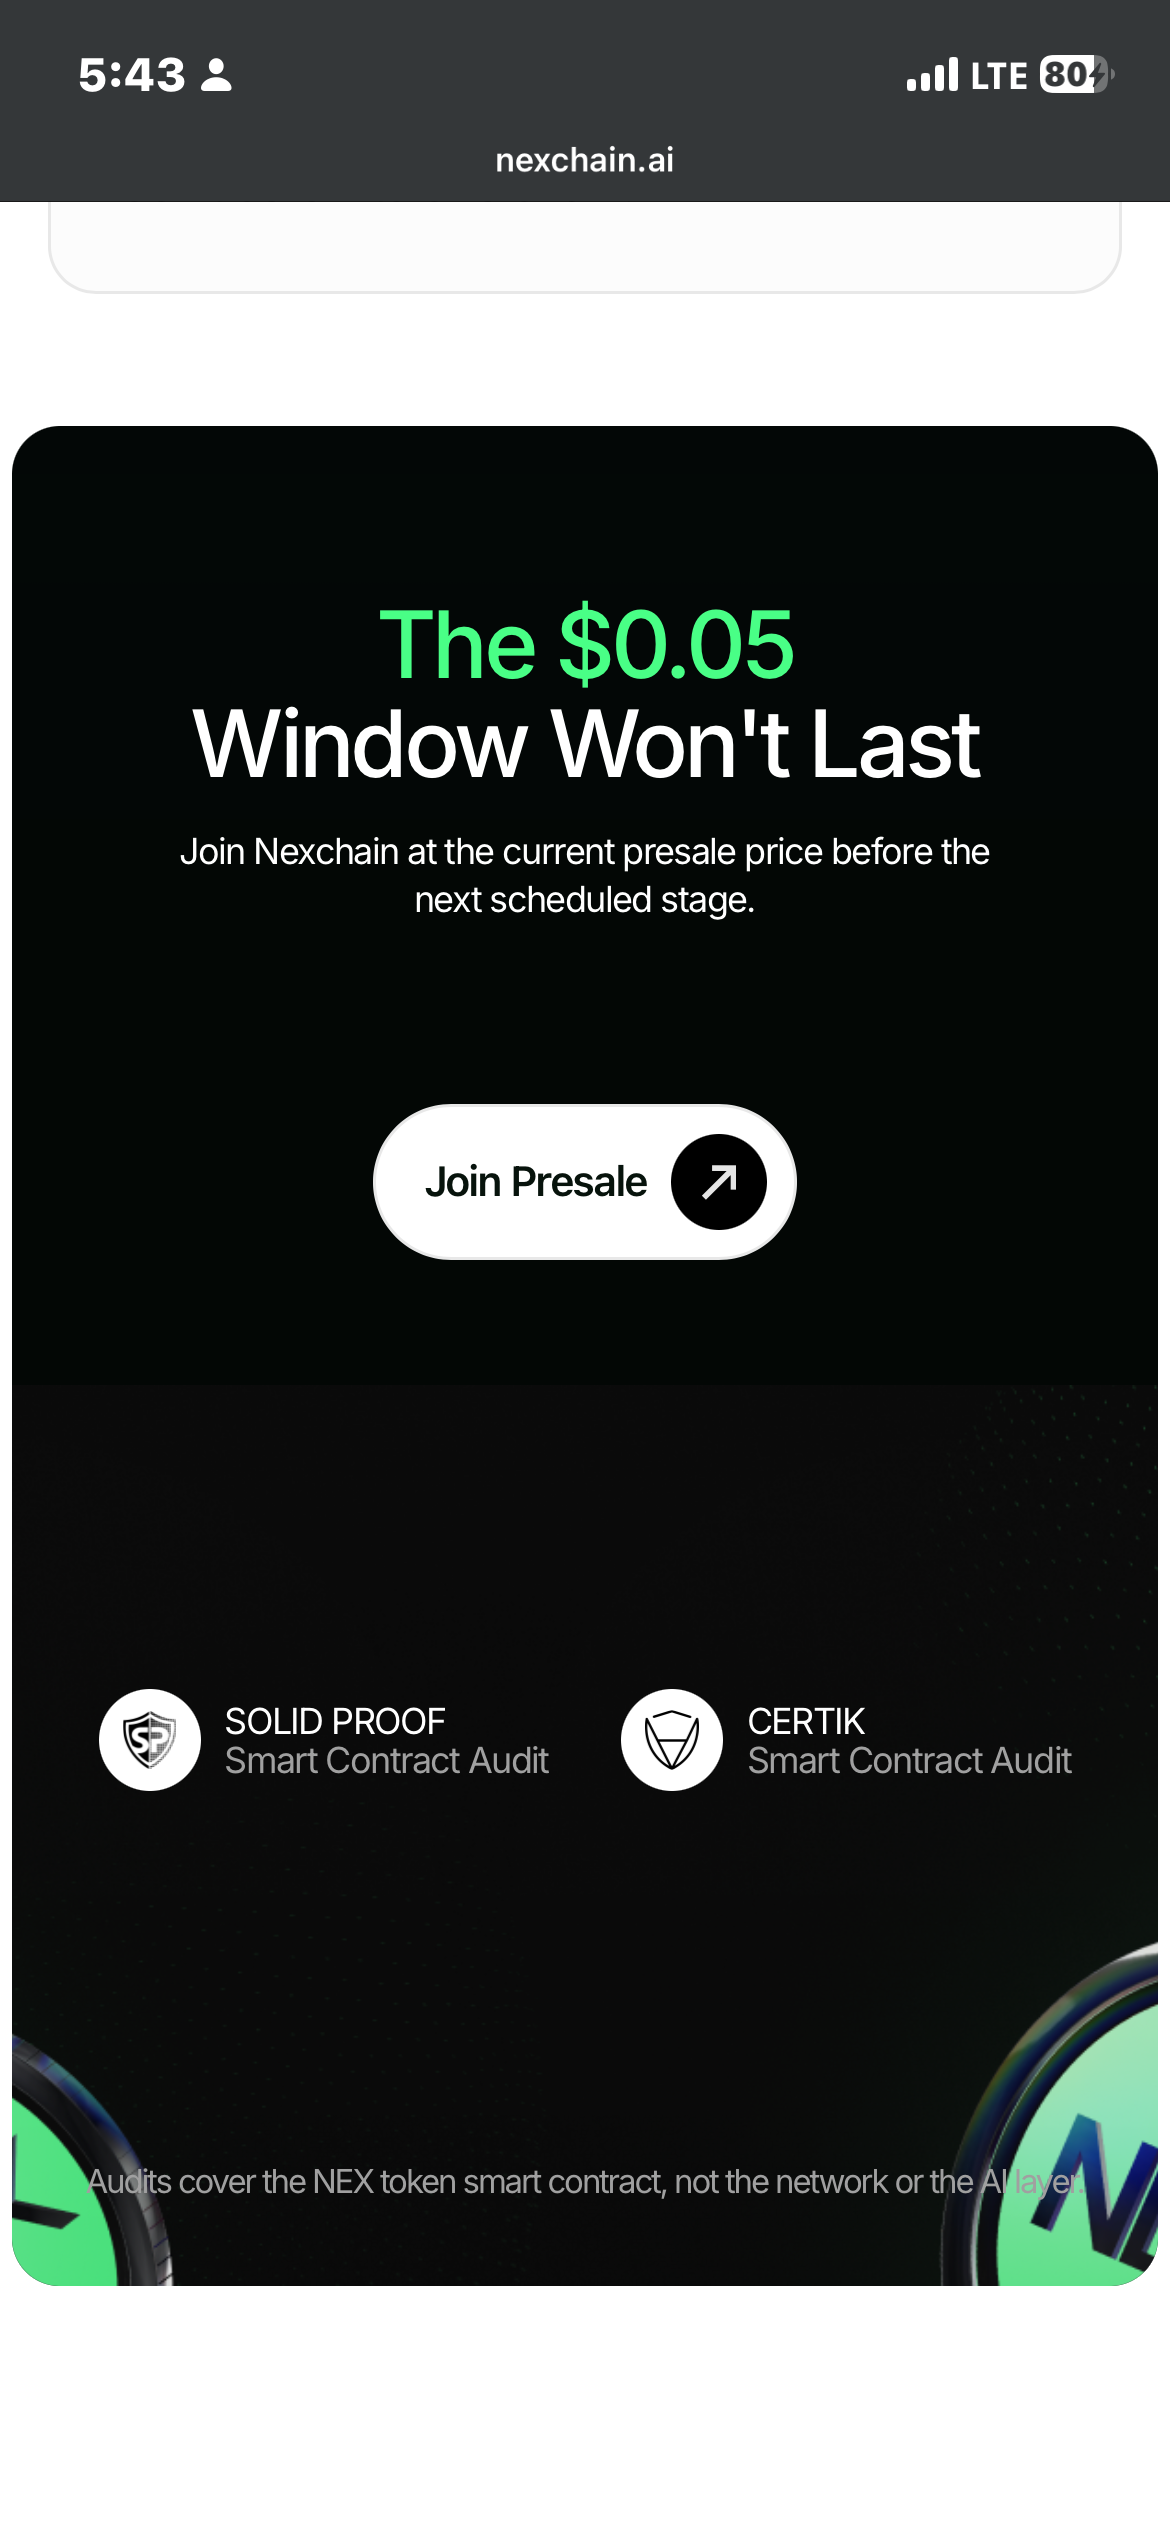 5:43
LTE 80
nexchain.ai
The $0.05
Window Won't Last
Join Nexchain at the current presale price before the
next scheduled stage.
Join Presale
SP
SOLID PROOF
Smart Contract Audit
CERTIK
Smart Contract Audit
Audits cover the NEX token smart contract, not the network or the AI layer.